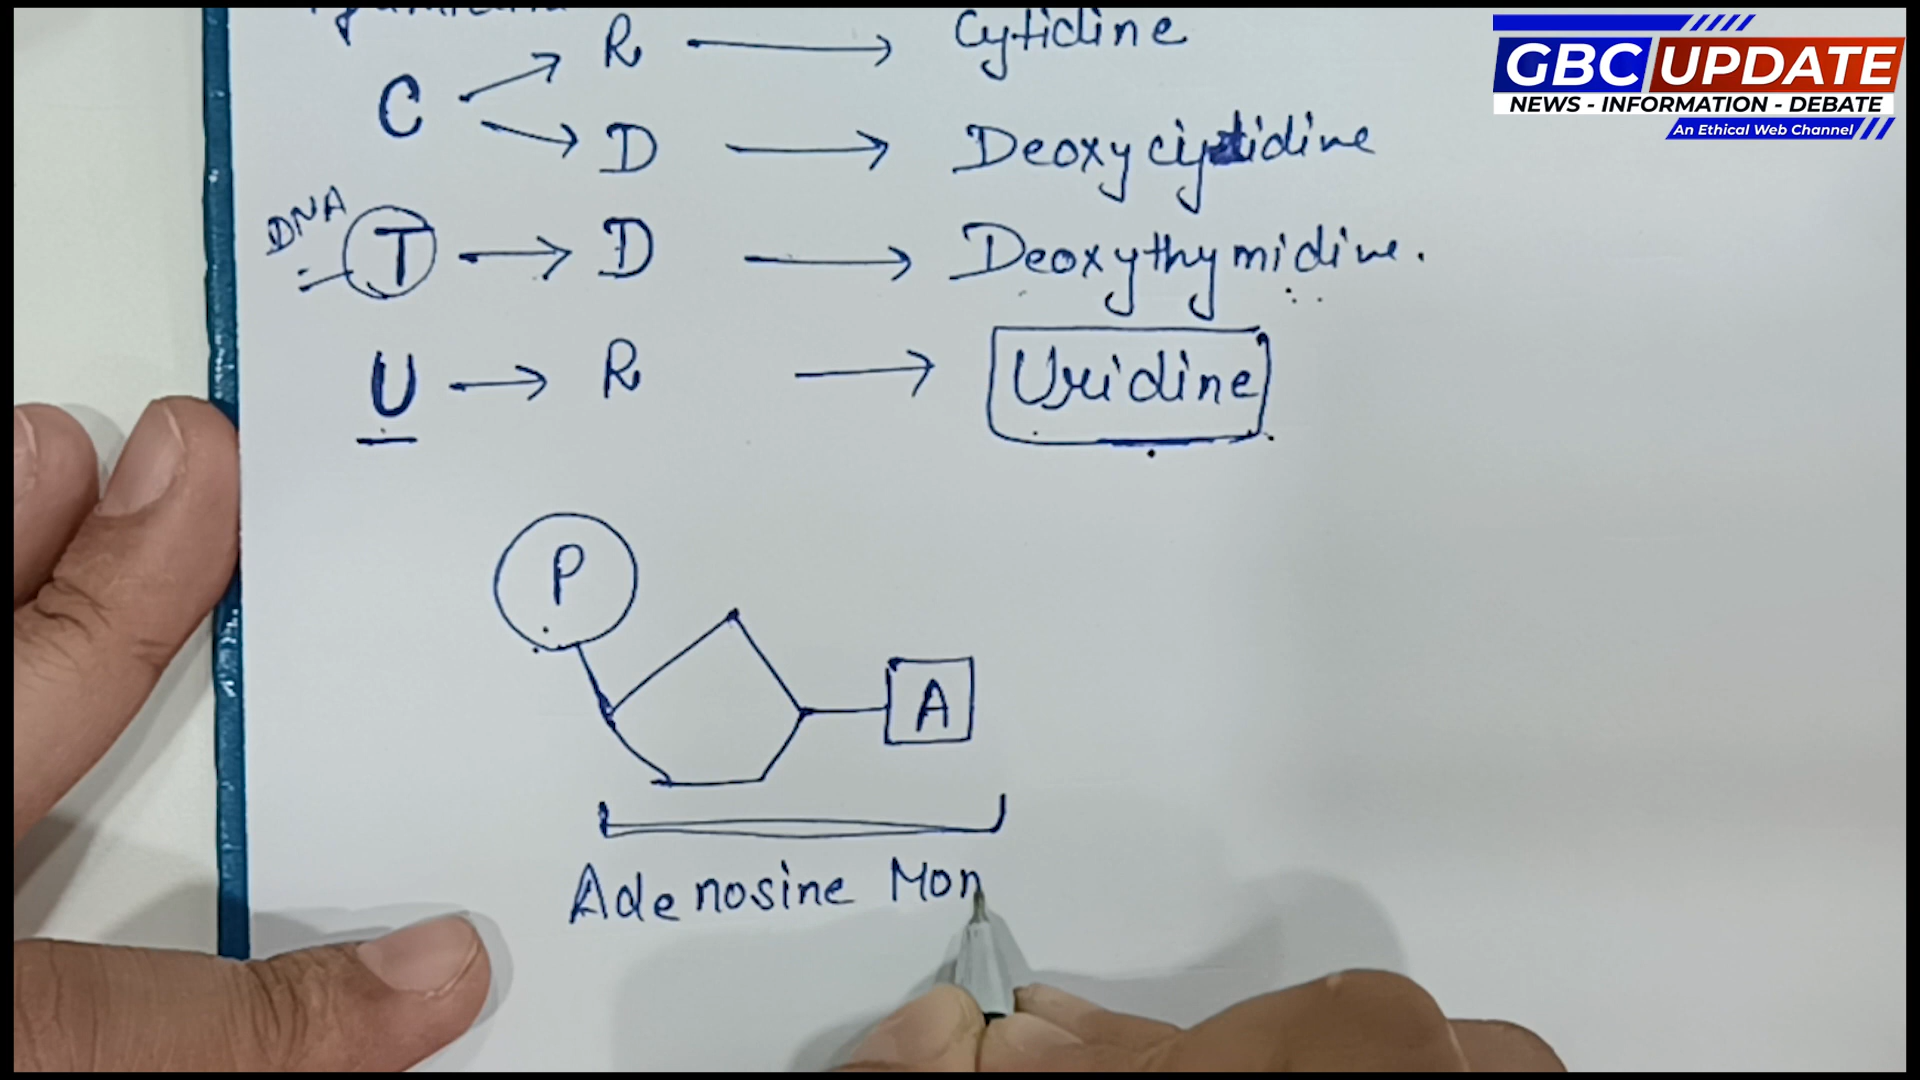 C
R → Cytidine
D → Deoxycytidine
DNA
T → D → Deoxythymidine.
U → R → Uridine
P
A
Adenosine Mon
GBC UPDATE
NEWS - INFORMATION - DEBATE
An Ethical Web Channel